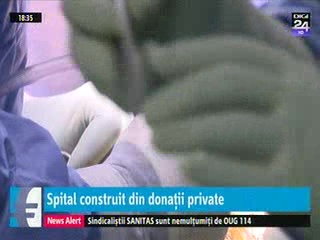 18:35
DIGI
24
HD
Spital construit din donații private
News Alert
Sindicaliștii SANITAS sunt nemulțumiți de OUG 114